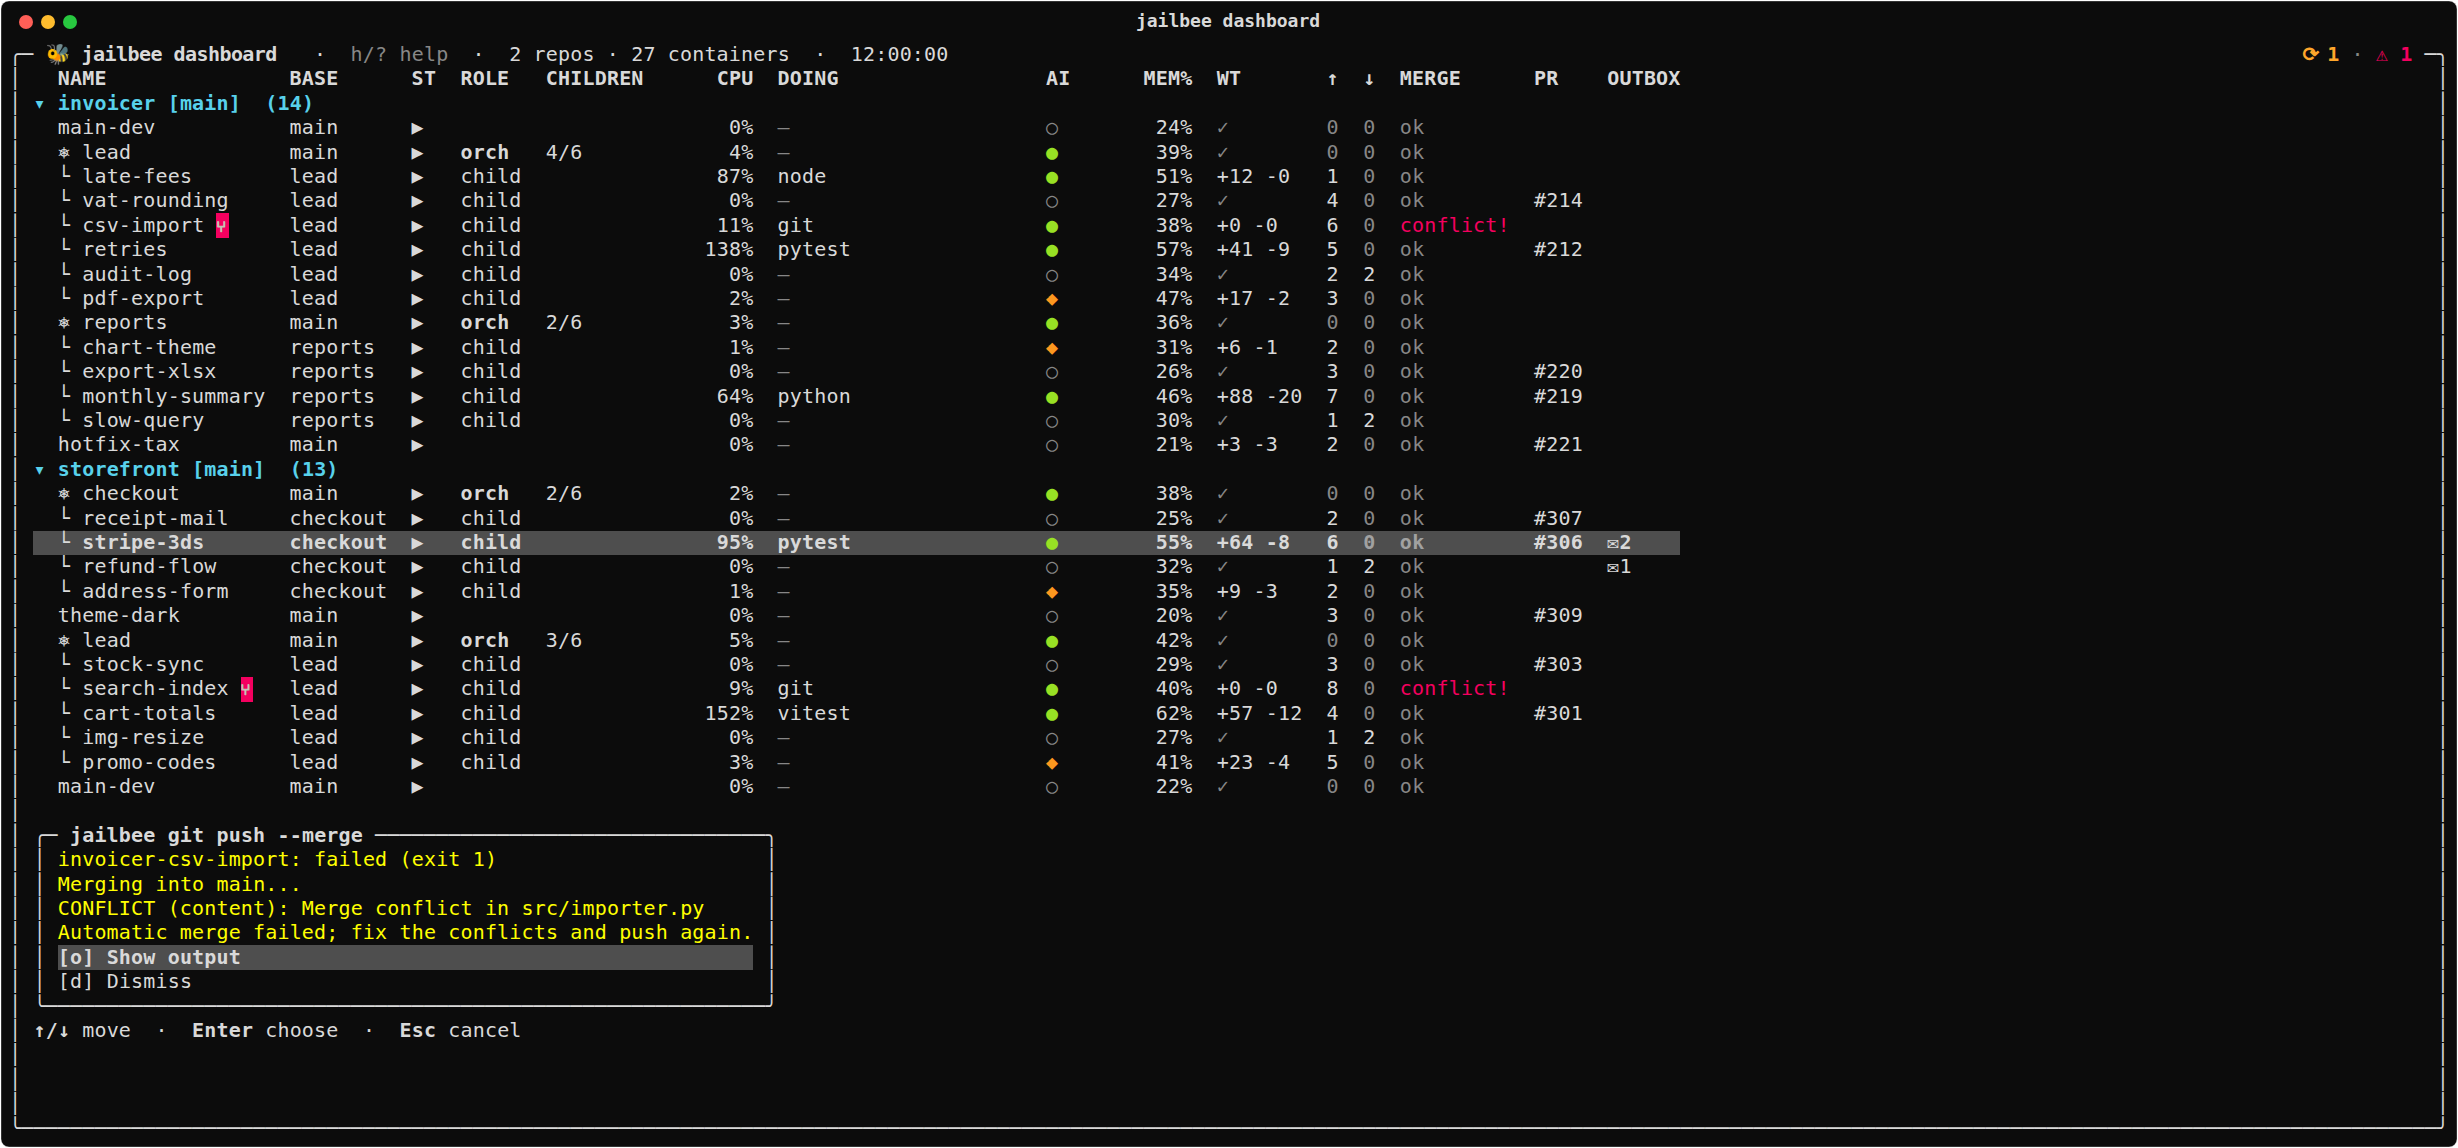 jailbee dashboard
🐝 jailbee dashboard · h/? help · 2 repos · 27 containers · 12:00:00 ⟳ 1 · ⚠ 1
NAME BASE ST ROLE CHILDREN CPU DOING AI MEM% WT ↑ ↓ MERGE PR OUTBOX
▾ invoicer [main] (14)
main-dev main ▶ 0% — ○ 24% ✓ 0 0 ok
⎈ lead main ▶ orch 4/6 4% — ● 39% ✓ 0 0 ok
└ late-fees lead ▶ child 87% node ● 51% +12 -0 1 0 ok
└ vat-rounding lead ▶ child 0% — ○ 27% ✓ 4 0 ok #214
└ csv-import ⑂ lead ▶ child 11% git ● 38% +0 -0 6 0 conflict!
└ retries lead ▶ child 138% pytest ● 57% +41 -9 5 0 ok #212
└ audit-log lead ▶ child 0% — ○ 34% ✓ 2 2 ok
└ pdf-export lead ▶ child 2% — ◆ 47% +17 -2 3 0 ok
⎈ reports main ▶ orch 2/6 3% — ● 36% ✓ 0 0 ok
└ chart-theme reports ▶ child 1% — ◆ 31% +6 -1 2 0 ok
└ export-xlsx reports ▶ child 0% — ○ 26% ✓ 3 0 ok #220
└ monthly-summary reports ▶ child 64% python ● 46% +88 -20 7 0 ok #219
└ slow-query reports ▶ child 0% — ○ 30% ✓ 1 2 ok
hotfix-tax main ▶ 0% — ○ 21% +3 -3 2 0 ok #221
▾ storefront [main] (13)
⎈ checkout main ▶ orch 2/6 2% — ● 38% ✓ 0 0 ok
└ receipt-mail checkout ▶ child 0% — ○ 25% ✓ 2 0 ok #307
└ stripe-3ds checkout ▶ child 95% pytest ● 55% +64 -8 6 0 ok #306 ✉2
└ refund-flow checkout ▶ child 0% — ○ 32% ✓ 1 2 ok ✉1
└ address-form checkout ▶ child 1% — ◆ 35% +9 -3 2 0 ok
theme-dark main ▶ 0% — ○ 20% ✓ 3 0 ok #309
⎈ lead main ▶ orch 3/6 5% — ● 42% ✓ 0 0 ok
└ stock-sync lead ▶ child 0% — ○ 29% ✓ 3 0 ok #303
└ search-index ⑂ lead ▶ child 9% git ● 40% +0 -0 8 0 conflict!
└ cart-totals lead ▶ child 152% vitest ● 62% +57 -12 4 0 ok #301
└ img-resize lead ▶ child 0% — ○ 27% ✓ 1 2 ok
└ promo-codes lead ▶ child 3% — ◆ 41% +23 -4 5 0 ok
main-dev main ▶ 0% — ○ 22% ✓ 0 0 ok
jailbee git push --merge
invoicer-csv-import: failed (exit 1)
Merging into main...
CONFLICT (content): Merge conflict in src/importer.py
Automatic merge failed; fix the conflicts and push again.
[o] Show output
[d] Dismiss
↑/↓ move · Enter choose · Esc cancel